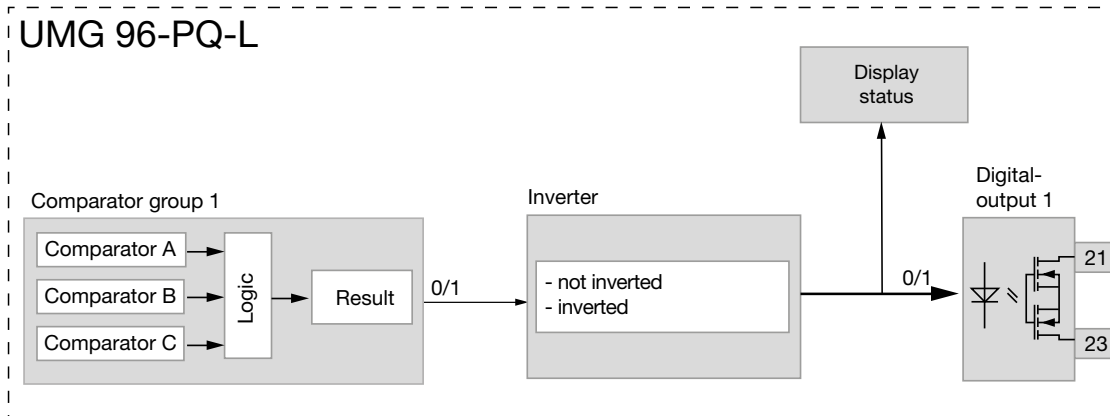 UMG 96-PQ-L
Display
status
Digital-
output 1
Comparator group 1
Inverter
Comparator A
Comparator B
Comparator C
Logic
Result
0/1
- not inverted
- inverted
0/1
21
23